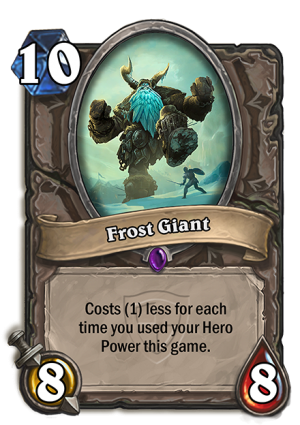 10
Frost Giant
Costs (1) less for each
time you used your Hero
Power this game.
8
8